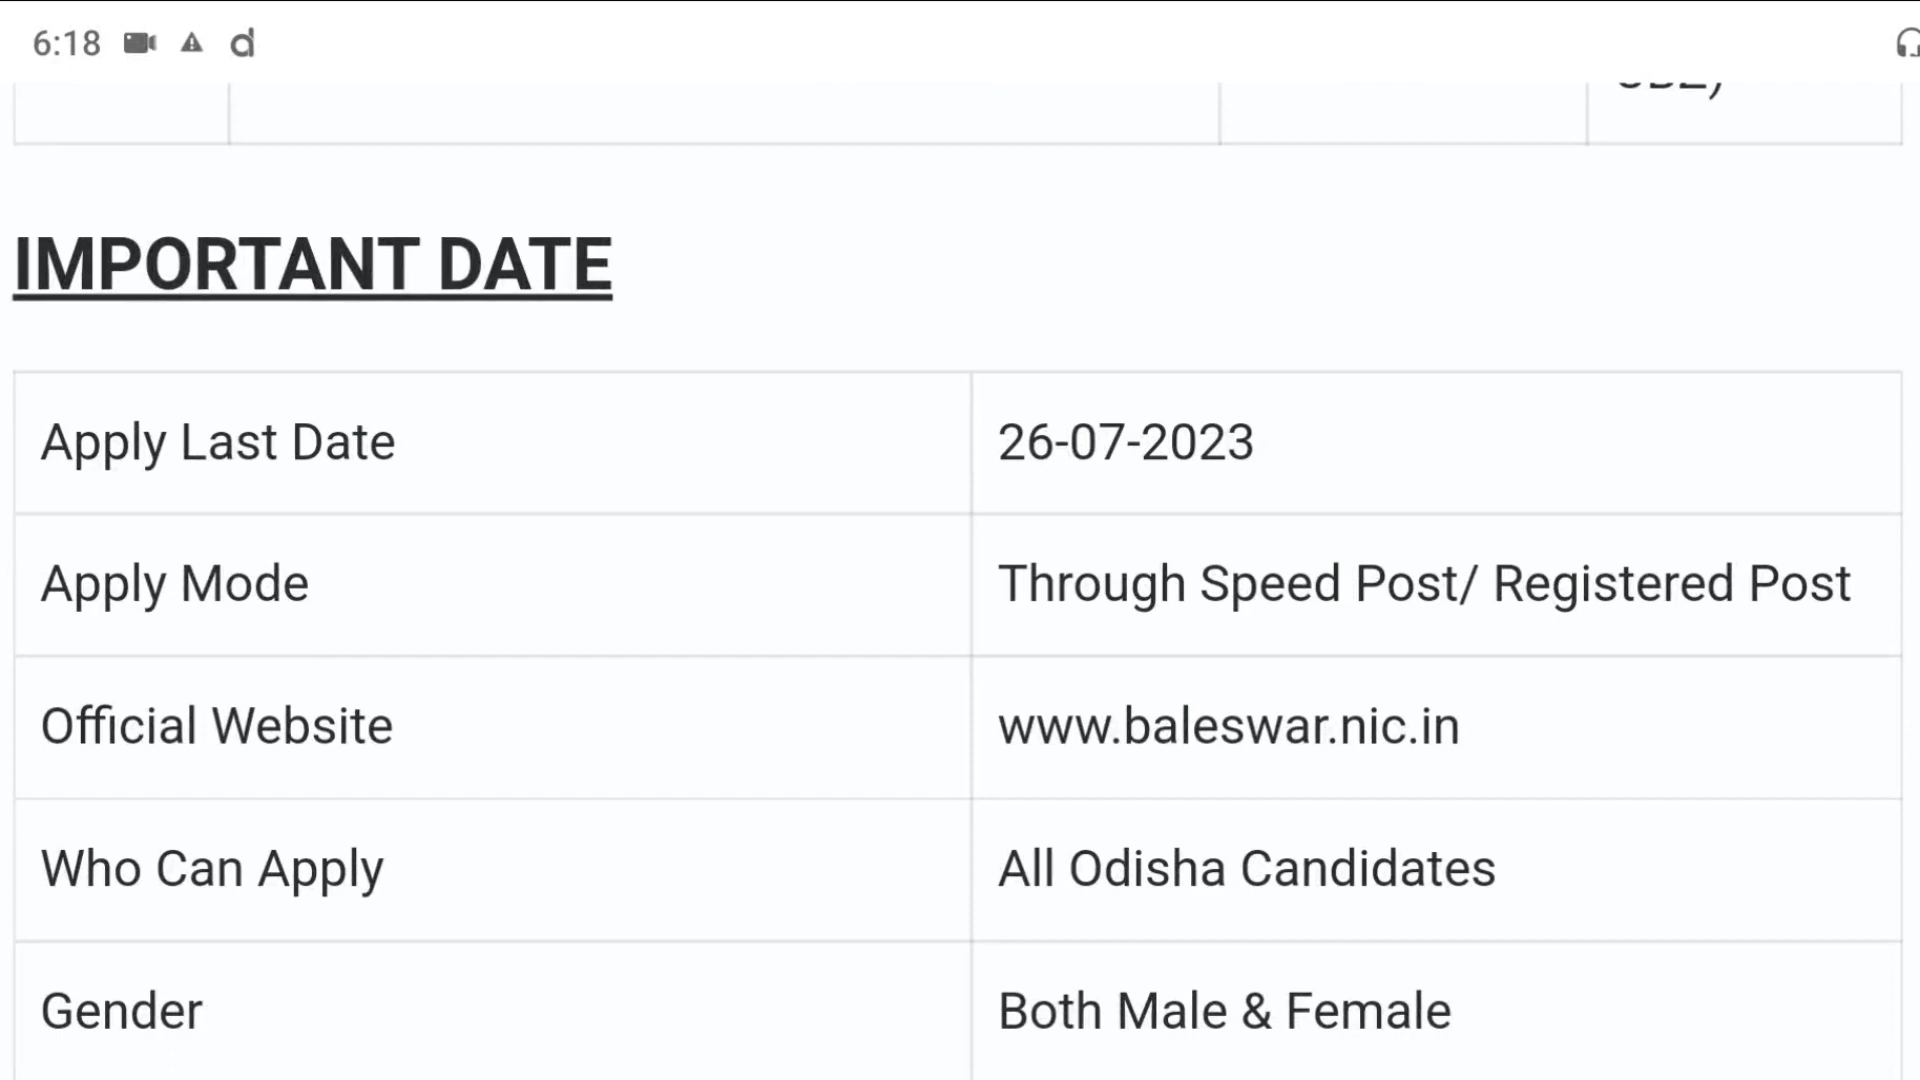 6:18
IMPORTANT DATE
Apply Last Date 26-07-2023
Apply Mode Through Speed Post/ Registered Post
Official Website www.baleswar.nic.in
Who Can Apply All Odisha Candidates
Gender Both Male & Female